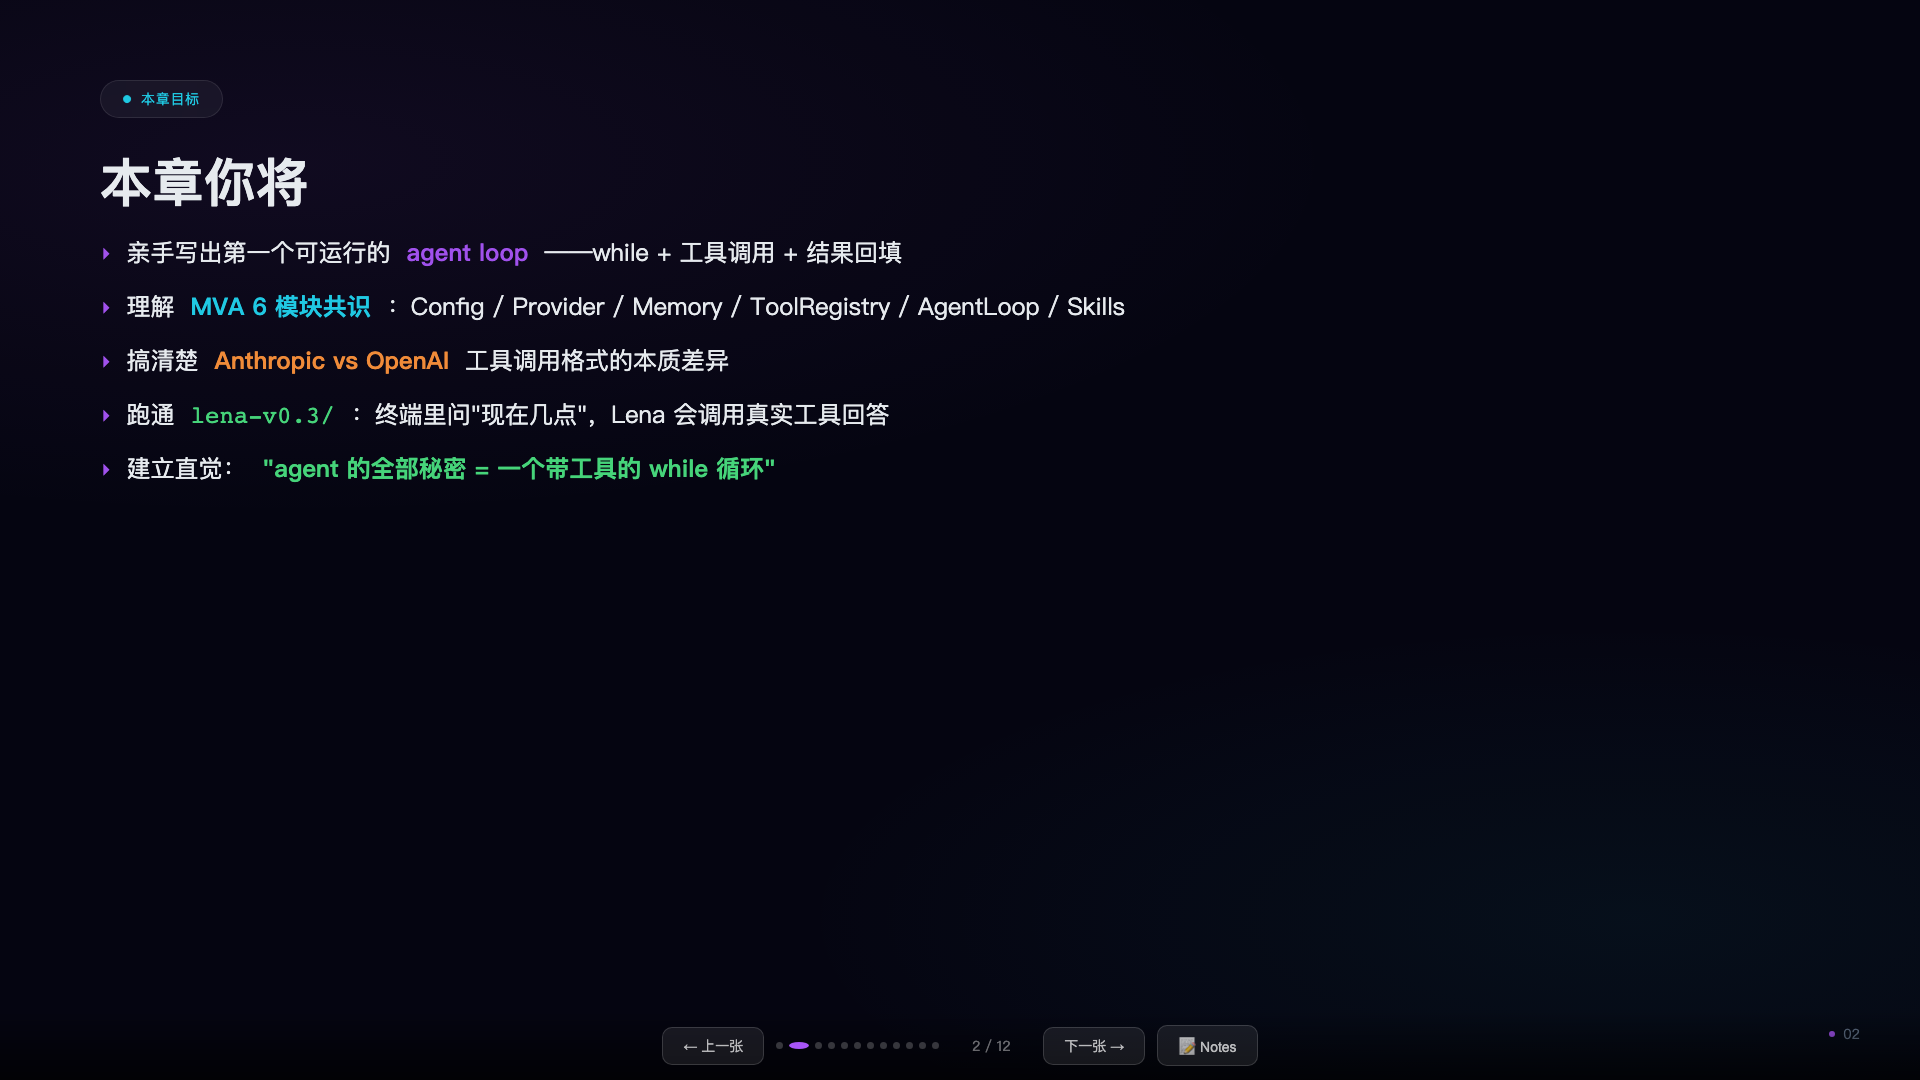 本章目标
本章你将
亲手写出第一个可运行的 agent loop ——while + 工具调用 + 结果回填
理解 MVA 6 模块共识 ：Config / Provider / Memory / ToolRegistry / AgentLoop / Skills
搞清楚 Anthropic vs OpenAI 工具调用格式的本质差异
跑通 lena-v0.3/ ：终端里问"现在几点"，Lena 会调用真实工具回答
建立直觉： "agent 的全部秘密 = 一个带工具的 while 循环"
← 上一张
2 / 12
下一张 →
📝 Notes
02